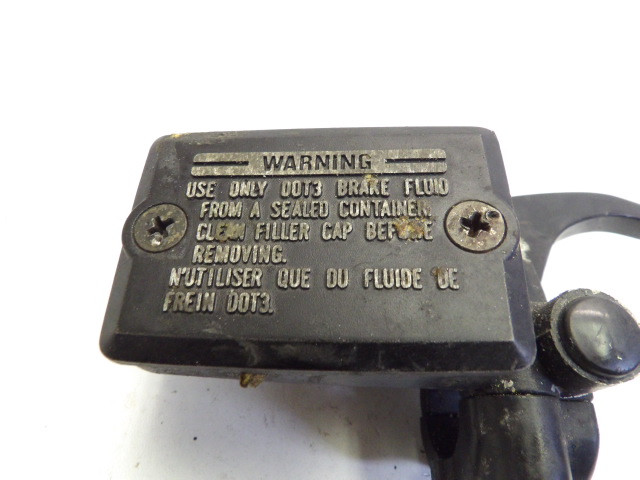 WARNING
USE ONLY DOT3 BRAKE FLUID
FROM A SEALED CONTAINER.
CLEAN FILLER CAP BEFORE
REMOVING.
N'UTILISER QUE DU FLUIDE DE
FREIN DOT3.